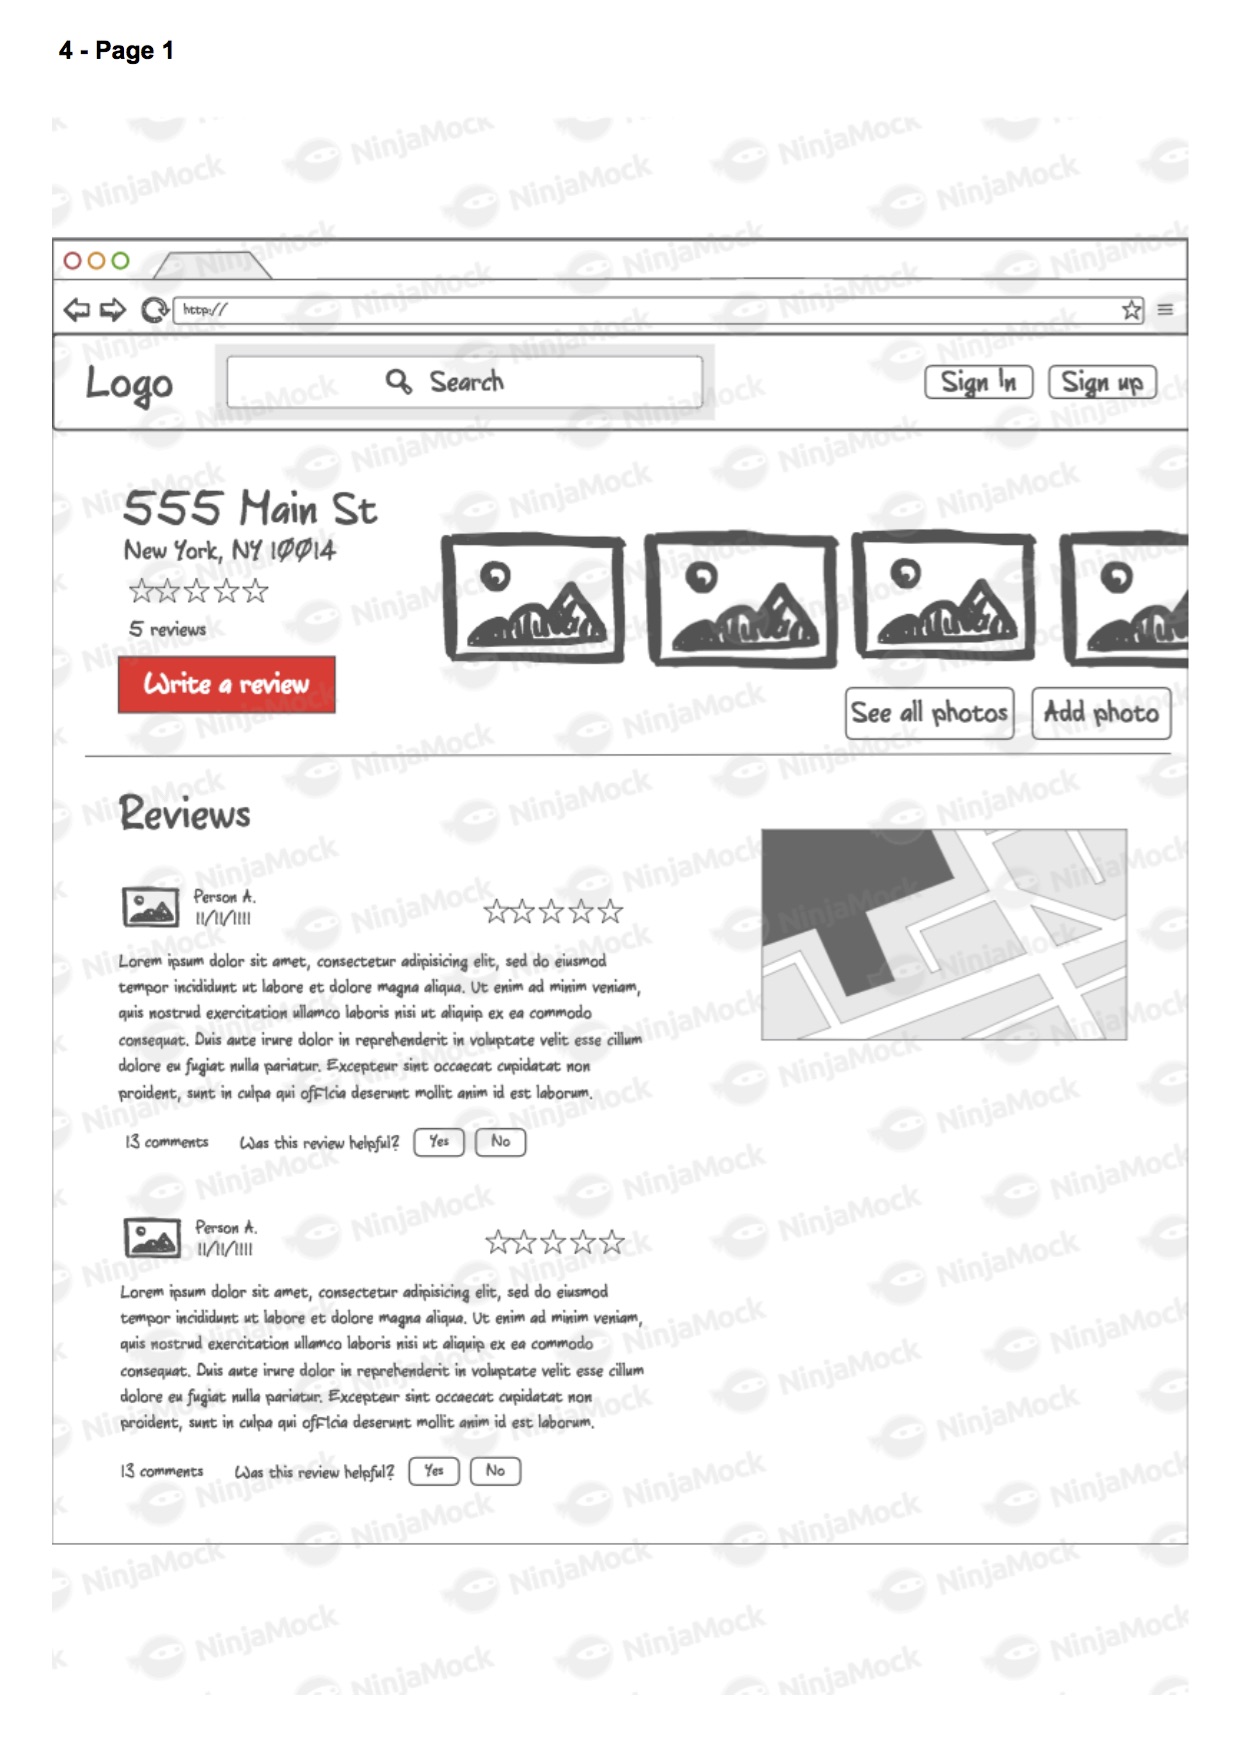 4 - Page 1
http://
Logo
Search
Sign In
Sign up
555 Main St
New York, NY 10014
5 reviews
Write a review
See all photos
Add photo
Reviews
Person A.
11/11/1111
Lorem ipsum dolor sit amet, consectetur adipisicing elit, sed do eiusmod
tempor incididunt ut labore et dolore magna aliqua. Ut enim ad minim veniam,
quis nostrud exercitation ullamco laboris nisi ut aliquip ex ea commodo
consequat. Duis aute irure dolor in reprehenderit in voluptate velit esse cillum
dolore eu fugiat nulla pariatur. Excepteur sint occaecat cupidatat non
proident, sunt in culpa qui officia deserunt mollit anim id est laborum.
13 comments
Was this review helpful?
Yes
No
Person A.
11/11/1111
Lorem ipsum dolor sit amet, consectetur adipisicing elit, sed do eiusmod
tempor incididunt ut labore et dolore magna aliqua. Ut enim ad minim veniam,
quis nostrud exercitation ullamco laboris nisi ut aliquip ex ea commodo
consequat. Duis aute irure dolor in reprehenderit in voluptate velit esse cillum
dolore eu fugiat nulla pariatur. Excepteur sint occaecat cupidatat non
proident, sunt in culpa qui officia deserunt mollit anim id est laborum.
13 comments
Was this review helpful?
Yes
No
NinjaMock